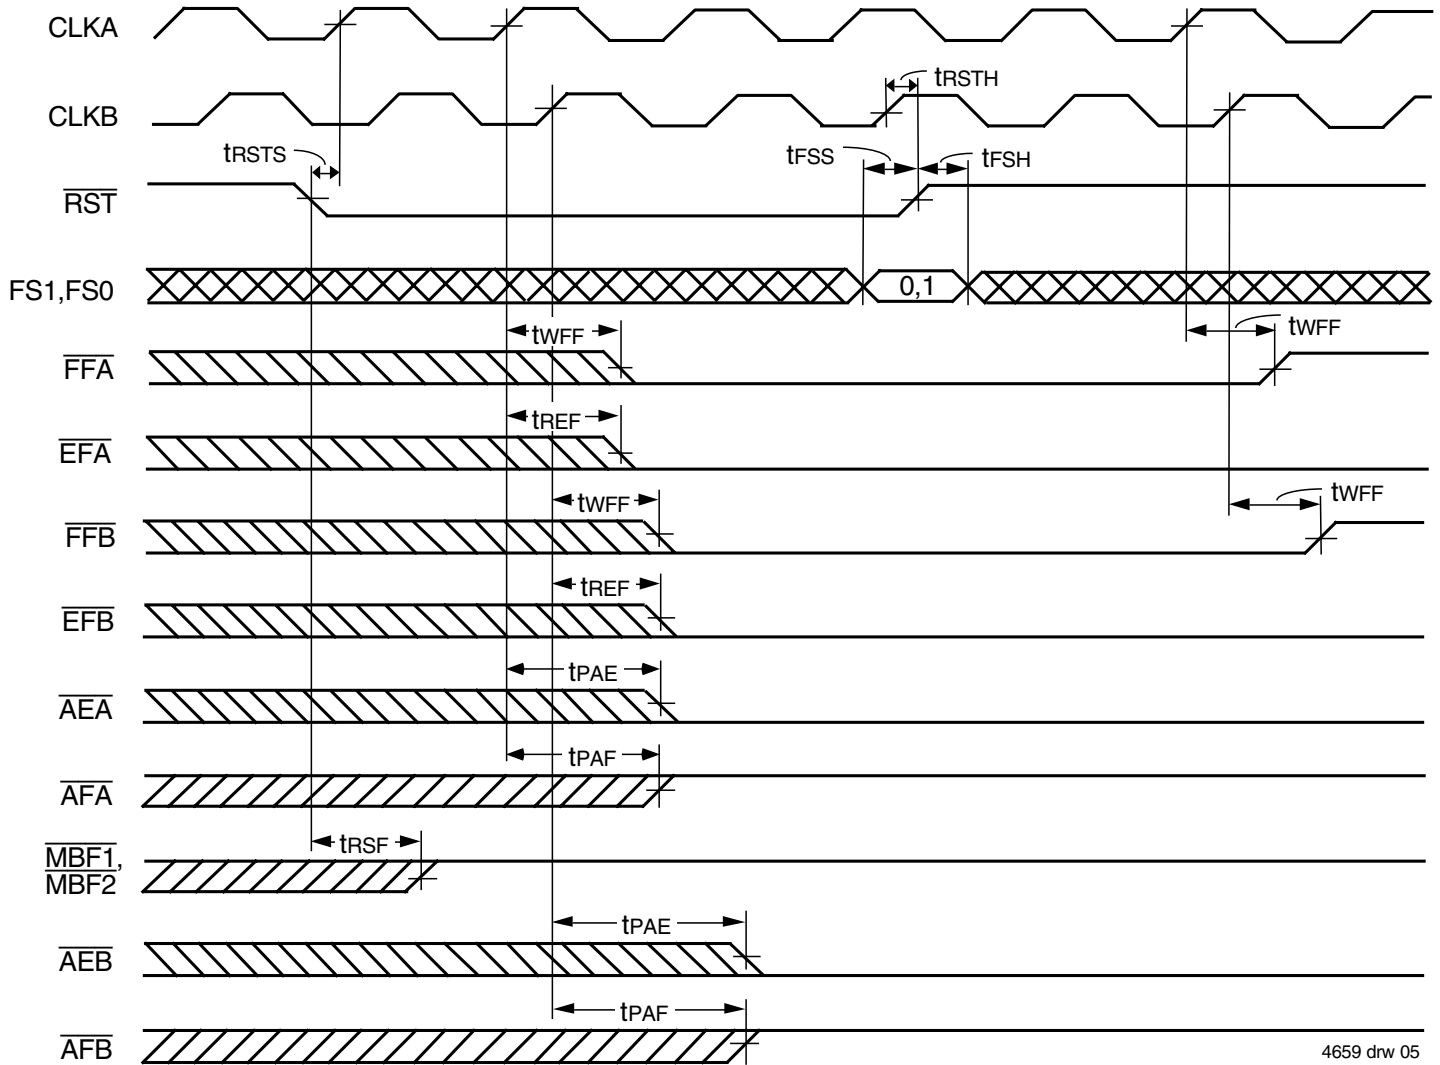 CLKA
CLKB
tRSTH
tRSTS
tFSS
tFSH
RST
FS1,FS0
0,1
tWFF
tWFF
FFA
tREF
EFA
tWFF
tWFF
FFB
tREF
EFB
tPAE
AEA
tPAF
AFA
tRSF
MBF1,
MBF2
tPAE
AEB
tPAF
AFB
4659 drw 05